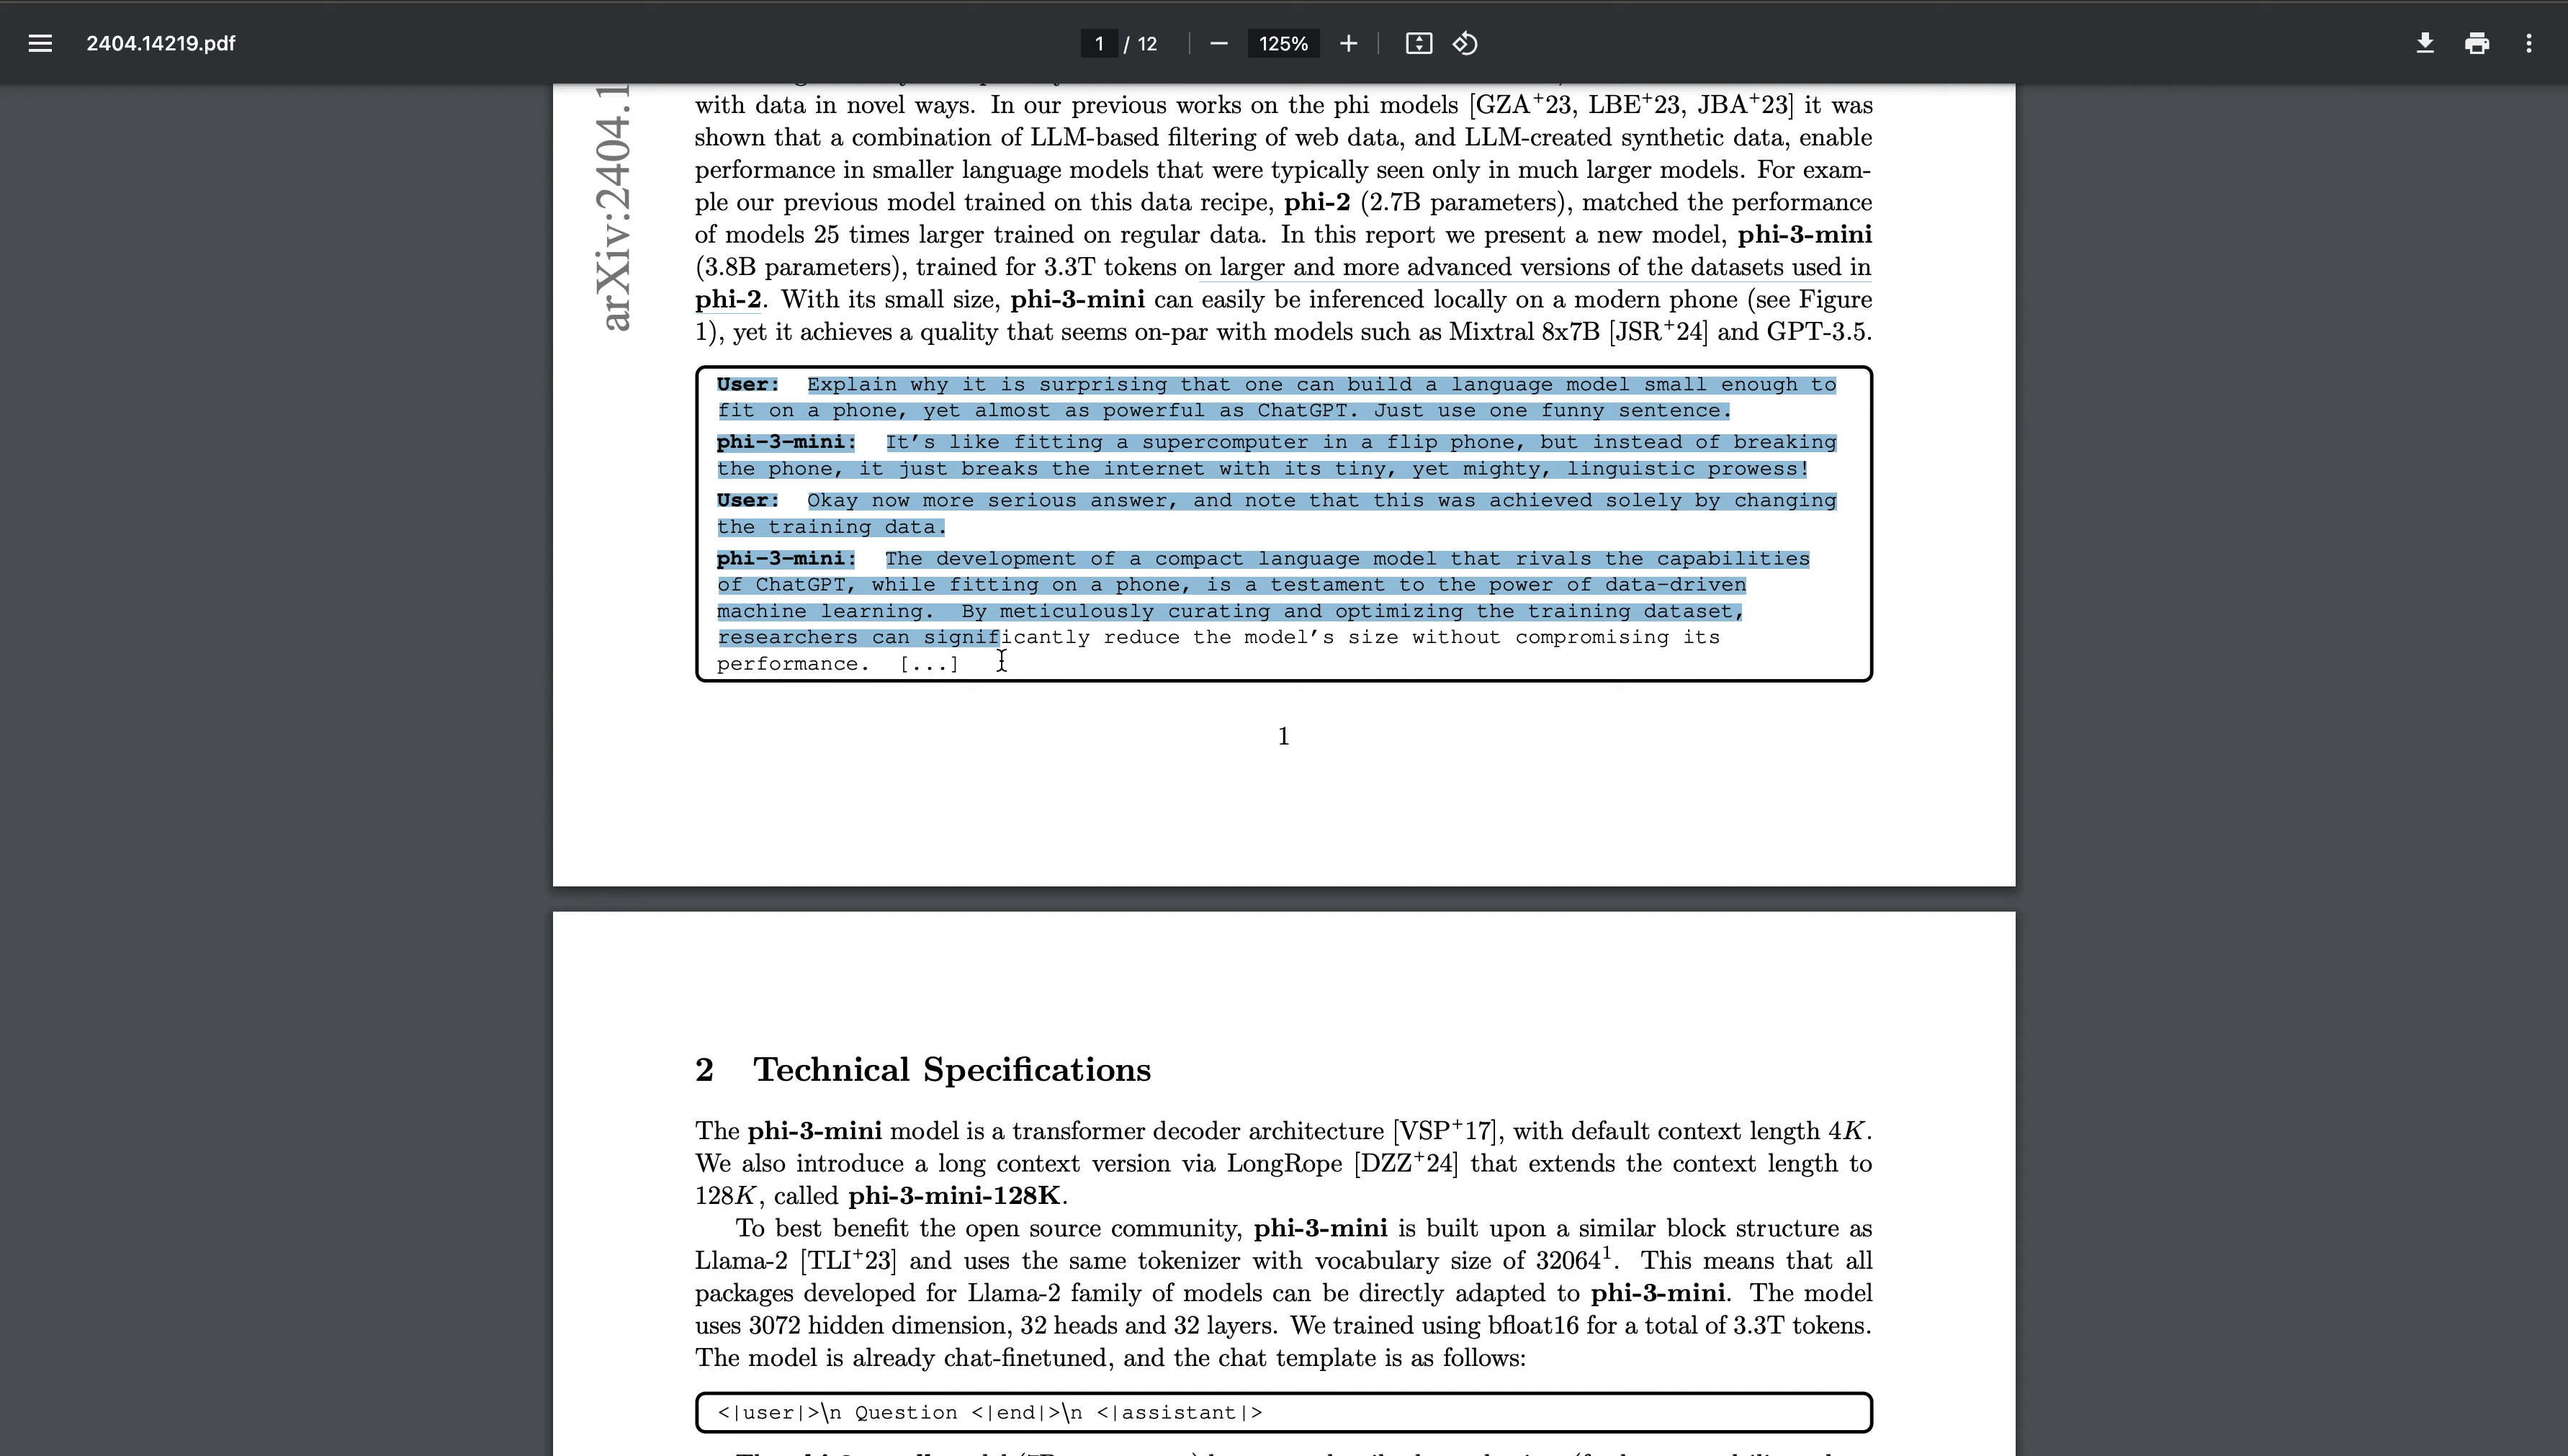 2404.14219.pdf
1 / 12
125%
arXiv:2404.1
with data in novel ways. In our previous works on the phi models [GZA+23, LBE+23, JBA+23] it was
shown that a combination of LLM-based filtering of web data, and LLM-created synthetic data, enable
performance in smaller language models that were typically seen only in much larger models. For exam-
ple our previous model trained on this data recipe, phi-2 (2.7B parameters), matched the performance
of models 25 times larger trained on regular data. In this report we present a new model, phi-3-mini
(3.8B parameters), trained for 3.3T tokens on larger and more advanced versions of the datasets used in
phi-2. With its small size, phi-3-mini can easily be inferenced locally on a modern phone (see Figure
1), yet it achieves a quality that seems on-par with models such as Mixtral 8x7B [JSR+24] and GPT-3.5.
User: Explain why it is surprising that one can build a language model small enough to
fit on a phone, yet almost as powerful as ChatGPT. Just use one funny sentence.
phi-3-mini: It's like fitting a supercomputer in a flip phone, but instead of breaking
the phone, it just breaks the internet with its tiny, yet mighty, linguistic prowess!
User: Okay now more serious answer, and note that this was achieved solely by changing
the training data.
phi-3-mini: The development of a compact language model that rivals the capabilities
of ChatGPT, while fitting on a phone, is a testament to the power of data-driven
machine learning. By meticulously curating and optimizing the training dataset,
researchers can significantly reduce the model's size without compromising its
performance. [...]
1
2 Technical Specifications
The phi-3-mini model is a transformer decoder architecture [VSP+17], with default context length 4K.
We also introduce a long context version via LongRope [DZZ+24] that extends the context length to
128K, called phi-3-mini-128K.
To best benefit the open source community, phi-3-mini is built upon a similar block structure as
Llama-2 [TLI+23] and uses the same tokenizer with vocabulary size of 32064¹. This means that all
packages developed for Llama-2 family of models can be directly adapted to phi-3-mini. The model
uses 3072 hidden dimension, 32 heads and 32 layers. We trained using bfloat16 for a total of 3.3T tokens.
The model is already chat-finetuned, and the chat template is as follows:
<|user|>\n Question <|end|>\n <|assistant|>